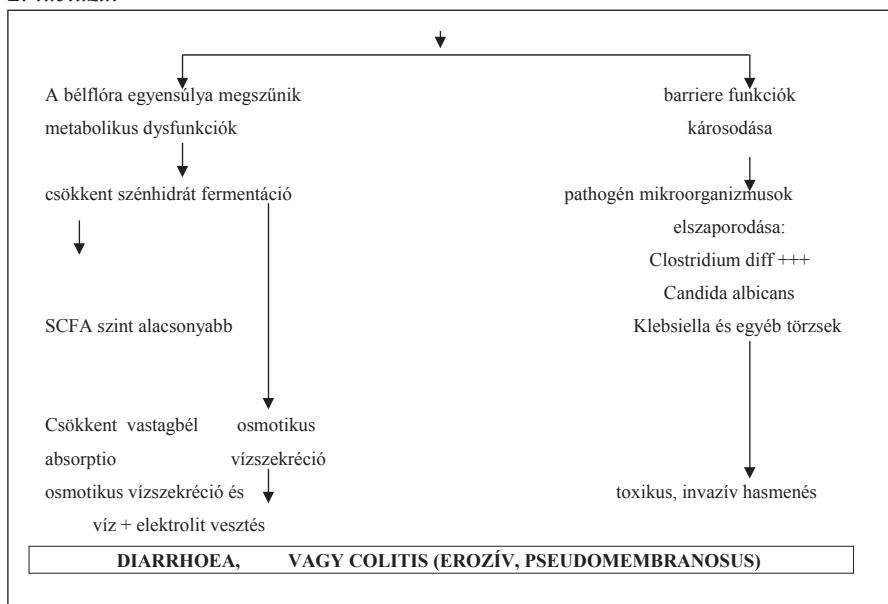 A bélflóra egyensúlya megszűnik
metabolikus dysfunkciók
csökkent szénhidrát fermentáció
SCFA szint alacsonyabb
Csökkent vastagbél osmotikus
absorptio vízszekréció
osmotikus vízszekréció és
víz + elektrolit vesztés
barriere funkciók
károsodása
pathogén mikroorganizmusok
elszaporodása:
Clostridium diff +++
Candida albicans
Klebsiella és egyéb törzsek
toxikus, invazív hasmenés
DIARRHOEA, VAGY COLITIS (EROZÍV, PSEUDOMEMBRANOSUS)